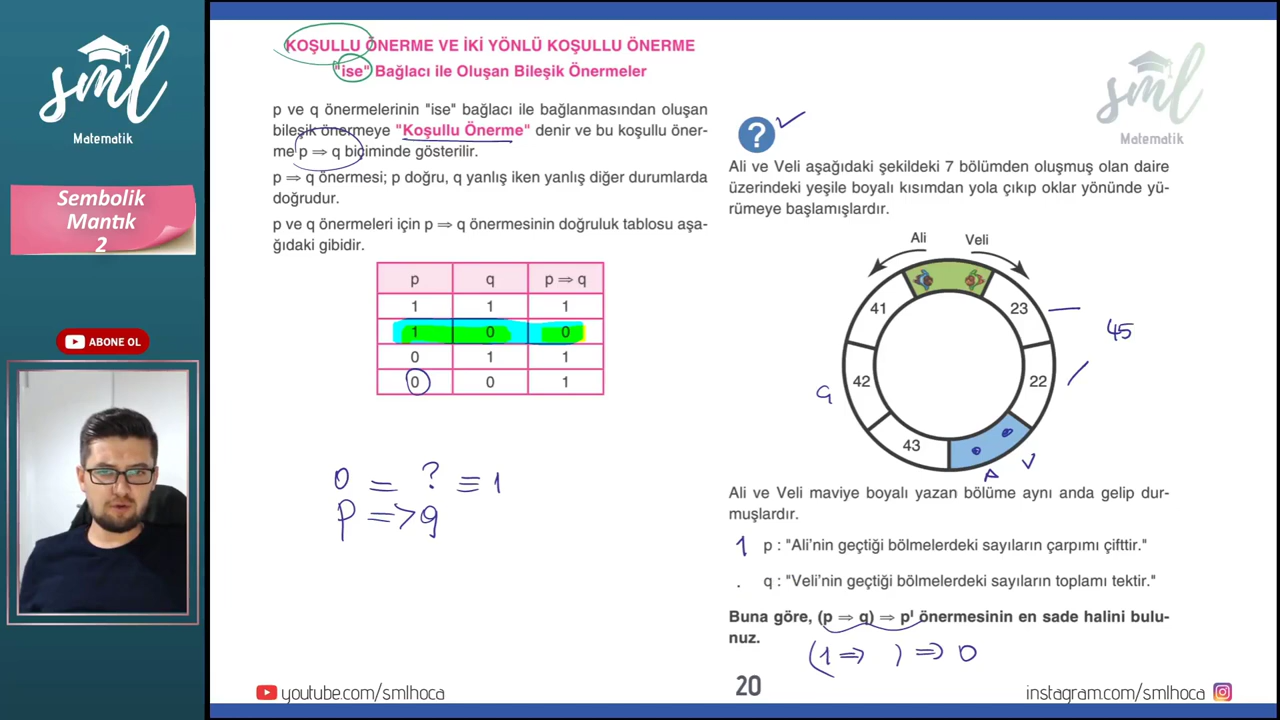 sml
Matematik
Sembolik
Mantık
2
ABONE OL
KOŞULLU ÖNERME VE İKİ YÖNLÜ KOŞULLU ÖNERME
"ise" Bağlacı ile Oluşan Bileşik Önermeler
p ve q önermelerinin "ise" bağlacı ile bağlanmasından oluşan
bileşik önermeye "Koşullu Önerme" denir ve bu koşullu öner-
me p ⇒ q biçiminde gösterilir.
p ⇒ q önermesi; p doğru, q yanlış iken yanlış diğer durumlarda
doğrudur.
p ve q önermeleri için p ⇒ q önermesinin doğruluk tablosu aşa-
ğıdaki gibidir.
p q p ⇒ q
1 1 1
1 0 0
0 1 1
0 0 1
0 = ? ≡ 1
p => q
youtube.com/smlhoca
sml
Matematik
?
Ali ve Veli aşağıdaki şekildeki 7 bölümden oluşmuş olan daire
üzerindeki yeşile boyalı kısımdan yola çıkıp oklar yönünde yü-
rümeye başlamışlardır.
Ali Veli
41 23
45
42 22
43
A V
Ali ve Veli maviye boyalı yazan bölüme aynı anda gelip dur-
muşlardır.
1 p : "Ali'nin geçtiği bölmelerdeki sayıların çarpımı çifttir."
. q : "Veli'nin geçtiği bölmelerdeki sayıların toplamı tektir."
Buna göre, (p ⇒ q) ⇒ pᴵ önermesinin en sade halini bulu-
nuz.
(1 => ) => 0
20
instagram.com/smlhoca